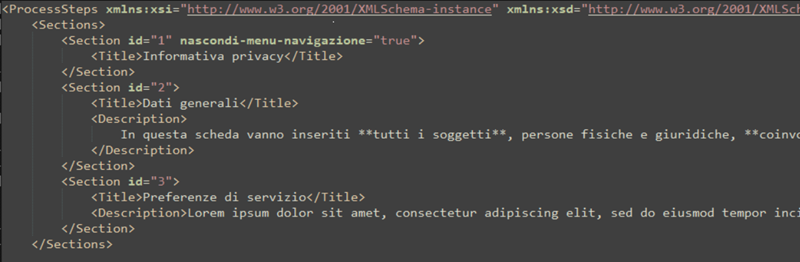 <ProcessSteps xmlns:xsi="http://www.w3.org/2001/XMLSchema-instance" xmlns:xsd="http://www.w3.org/2001/XMLSch
<Sections>
<Section id="1" nascondi-menu-navigazione="true">
<Title>Informativa privacy</Title>
</Section>
<Section id="2">
<Title>Dati generali</Title>
<Description>
In questa scheda vanno inseriti **tutti i soggetti**, persone fisiche e giuridiche, **coinvo
</Description>
</Section>
<Section id="3">
<Title>Preferenze di servizio</Title>
<Description>Lorem ipsum dolor sit amet, consectetur adipiscing elit, sed do eiusmod tempor inci
</Section>
</Sections>